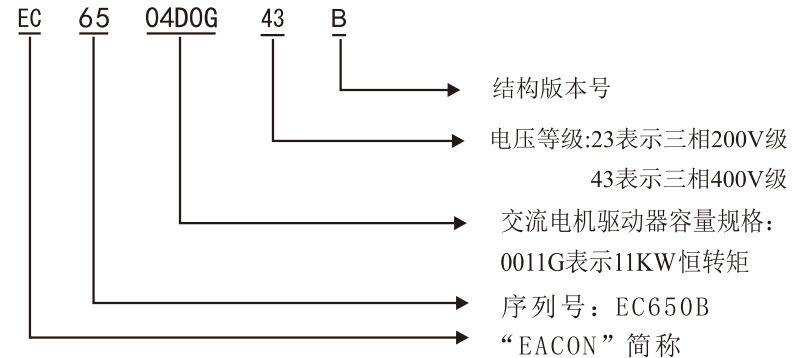 EC 65 04D0G 43 B
结构版本号
电压等级:23表示三相200V级
43表示三相400V级
交流电机驱动器容量规格：
0011G表示11KW恒转矩
序列号：EC650B
“EACON”简称